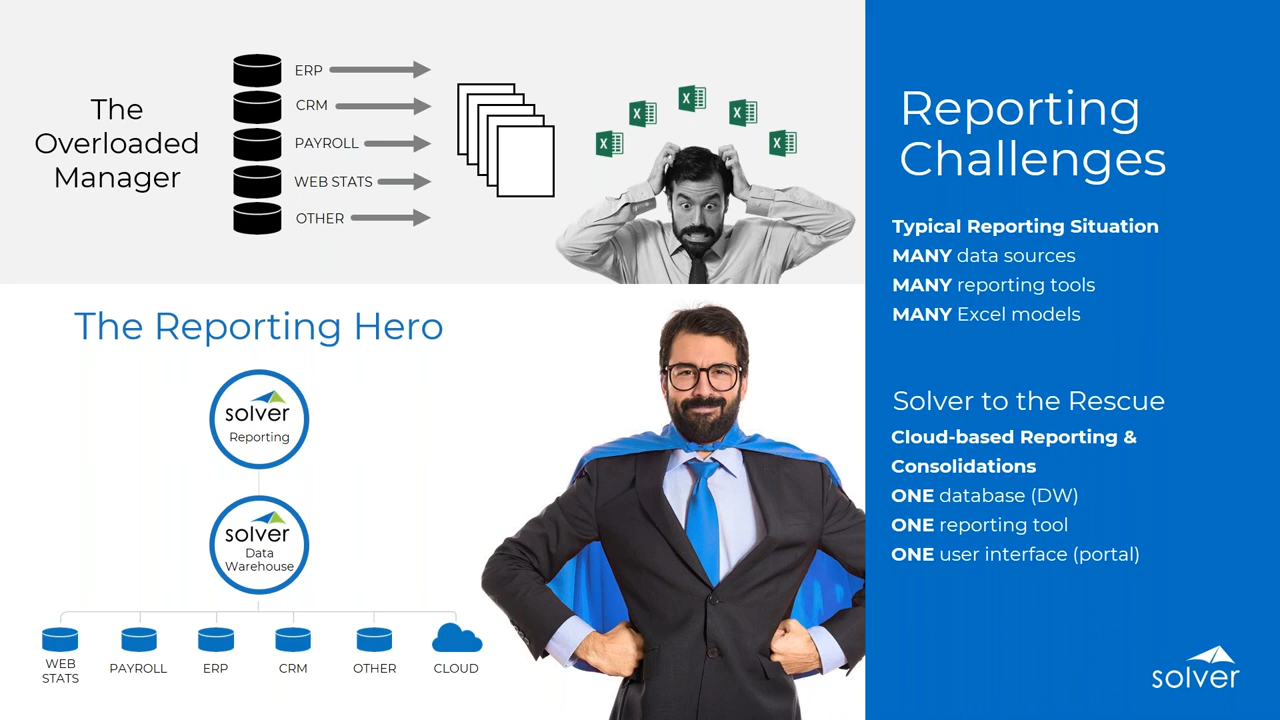 The
Overloaded
Manager
ERP
CRM
PAYROLL
WEB STATS
OTHER
X
X
X
X
X
The Reporting Hero
solver
Reporting
solver
Data
Warehouse
WEB
STATS
PAYROLL
ERP
CRM
OTHER
CLOUD
Reporting
Challenges
Typical Reporting Situation
MANY data sources
MANY reporting tools
MANY Excel models
Solver to the Rescue
Cloud-based Reporting &
Consolidations
ONE database (DW)
ONE reporting tool
ONE user interface (portal)
solver